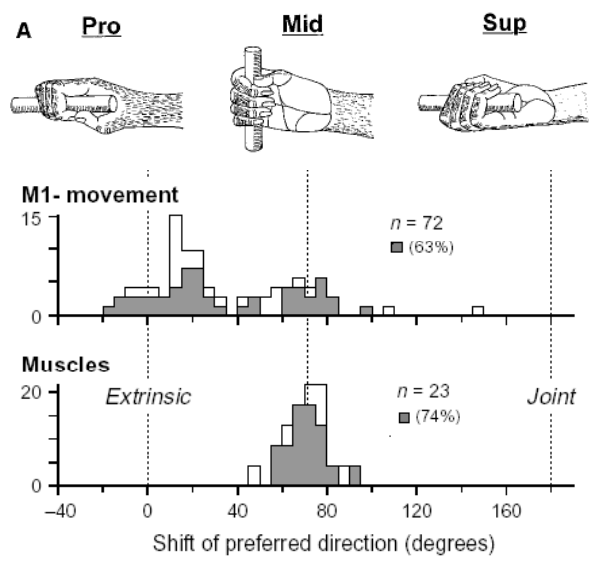 A Pro Mid Sup
M1- movement
15
n = 72
(63%)
0
Muscles
20
Extrinsic
n = 23
Joint
(74%)
0
−40 0 40 80 120 160
Shift of preferred direction (degrees)